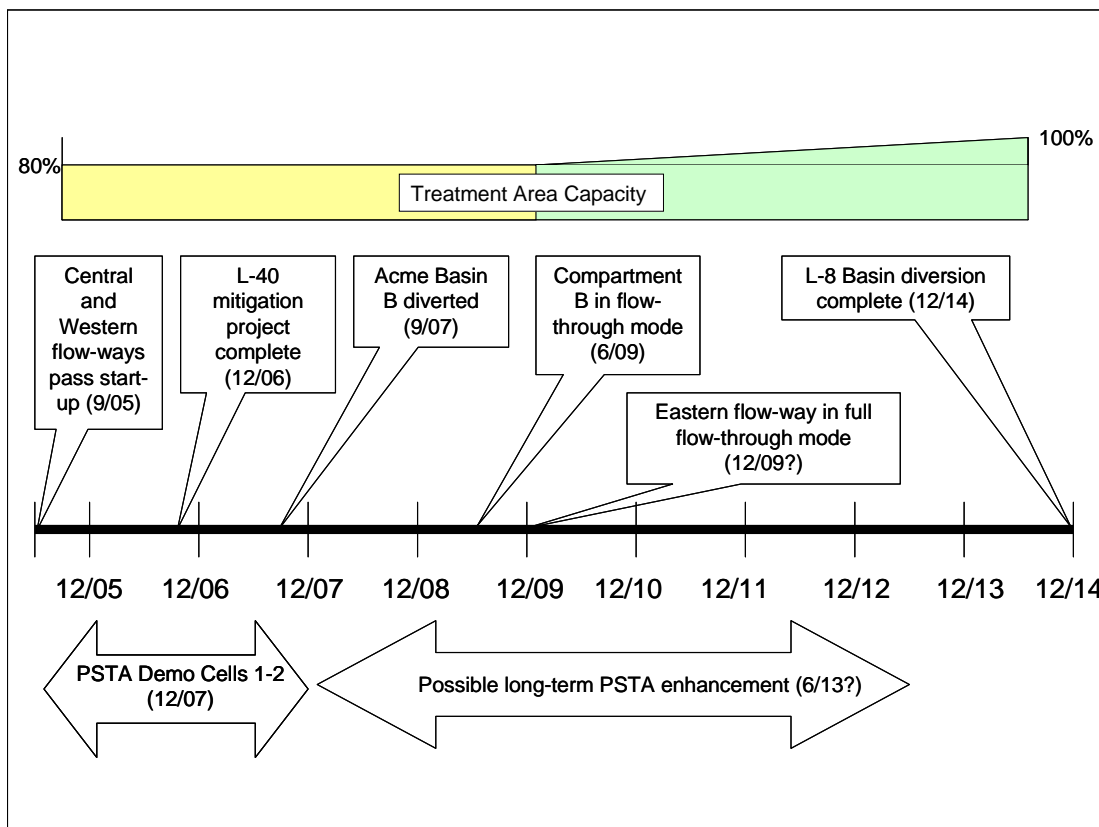 80%
100%
Treatment Area Capacity
Central
and
Western
flow-ways
pass start-
up (9/05)
L-40
mitigation
project
complete
(12/06)
Acme Basin
B diverted
(9/07)
Compartment
B in flow-
through mode
(6/09)
L-8 Basin diversion
complete (12/14)
Eastern flow-way in full
flow-through mode
(12/09?)
12/05 12/06 12/07 12/08 12/09 12/10 12/11 12/12 12/13 12/14
PSTA Demo Cells 1-2
(12/07)
Possible long-term PSTA enhancement (6/13?)